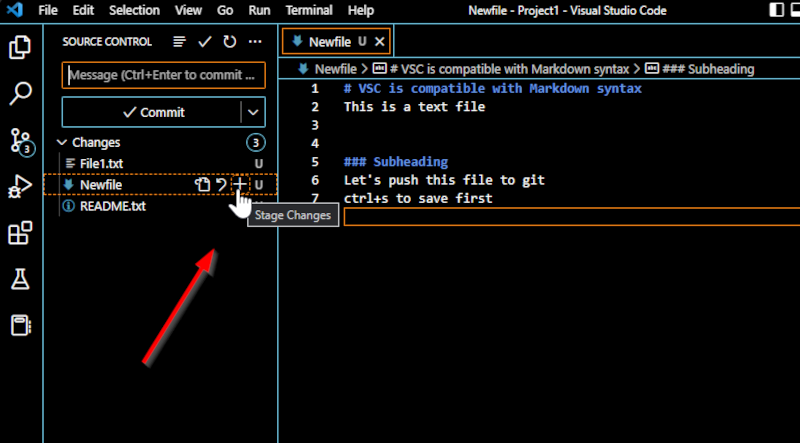 File Edit Selection View Go Run Terminal Help Newfile - Project1 - Visual Studio Code
SOURCE CONTROL
Message (Ctrl+Enter to commit ...
Commit
Changes 3
File1.txt U
Newfile U
README.txt
Stage Changes
3
Newfile U
Newfile > # VSC is compatible with Markdown syntax > ### Subheading
1 # VSC is compatible with Markdown syntax
2 This is a text file
3
4
5 ### Subheading
6 Let's push this file to git
7 ctrl+s to save first